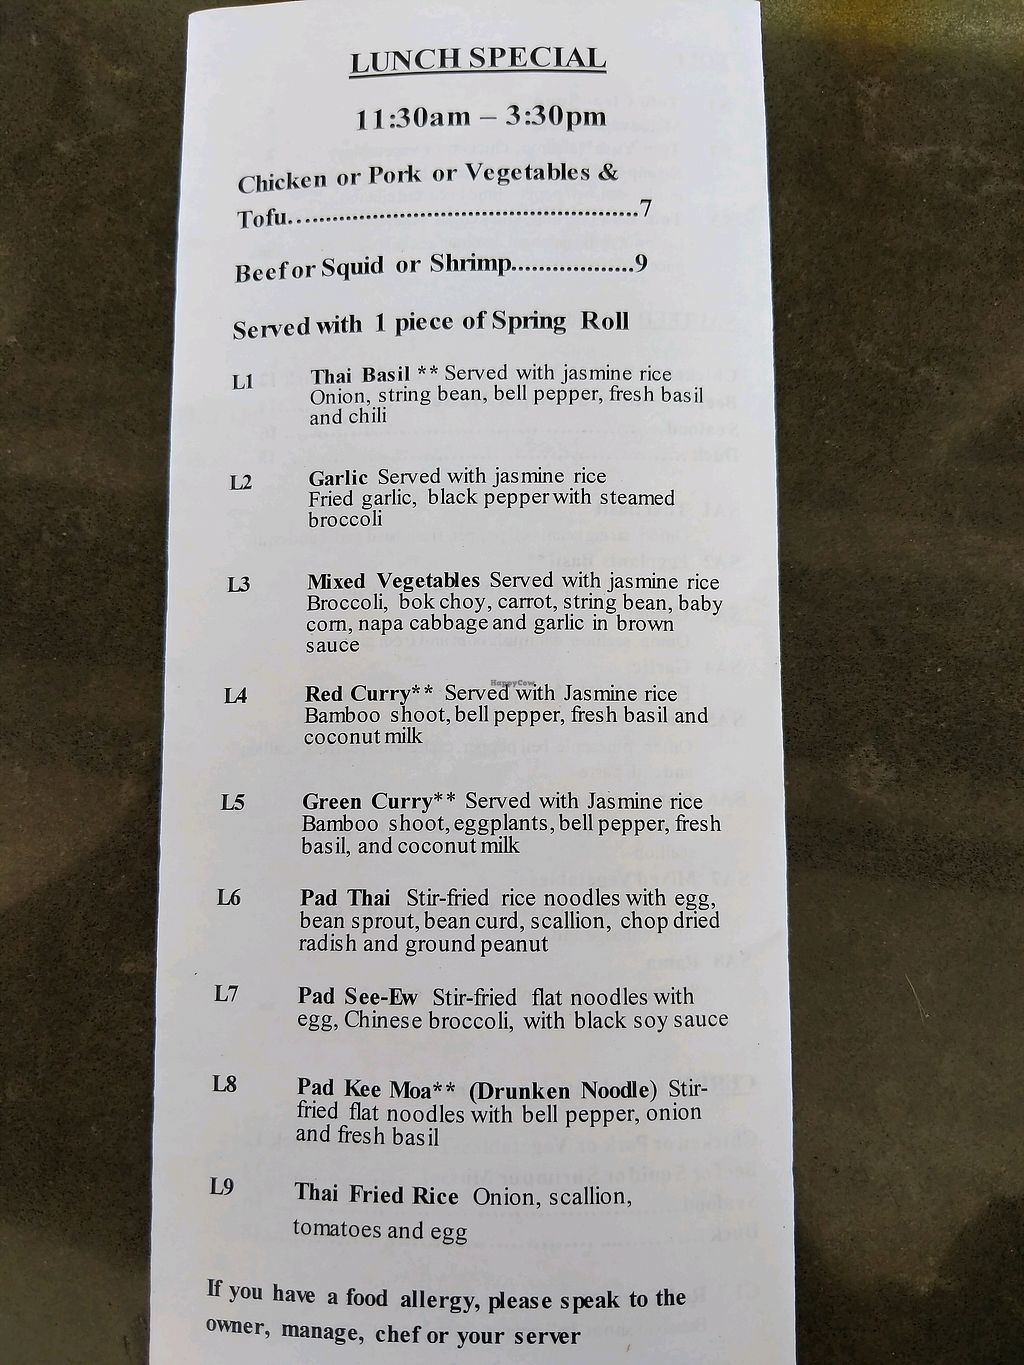 LUNCH SPECIAL
11:30am – 3:30pm
Chicken or Pork or Vegetables &
Tofu......................................................7
Beef or Squid or Shrimp..................9
Served with 1 piece of Spring Roll
L1 Thai Basil ** Served with jasmine rice
Onion, string bean, bell pepper, fresh basil
and chili
L2 Garlic Served with jasmine rice
Fried garlic, black pepper with steamed
broccoli
L3 Mixed Vegetables Served with jasmine rice
Broccoli, bok choy, carrot, string bean, baby
corn, napa cabbage and garlic in brown
sauce
HappyCow
L4 Red Curry** Served with Jasmine rice
Bamboo shoot, bell pepper, fresh basil and
coconut milk
L5 Green Curry** Served with Jasmine rice
Bamboo shoot, eggplants, bell pepper, fresh
basil, and coconut milk
L6 Pad Thai Stir-fried rice noodles with egg,
bean sprout, bean curd, scallion, chop dried
radish and ground peanut
L7 Pad See-Ew Stir-fried flat noodles with
egg, Chinese broccoli, with black soy sauce
L8 Pad Kee Moa** (Drunken Noodle) Stir-
fried flat noodles with bell pepper, onion
and fresh basil
L9 Thai Fried Rice Onion, scallion,
tomatoes and egg
If you have a food allergy, please speak to the
owner, manage, chef or your server